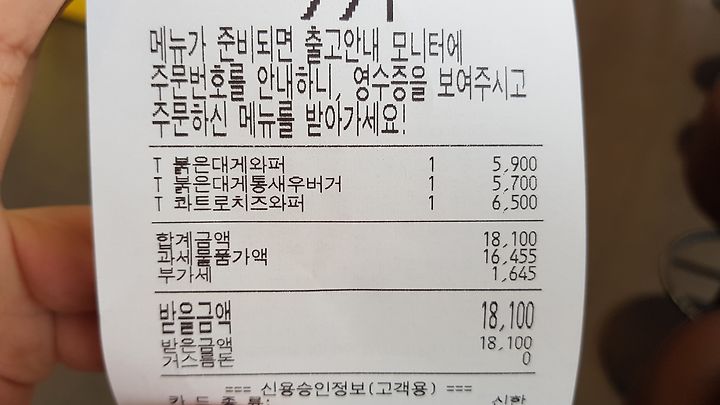 메뉴가 준비되면 출고안내 모니터에
주문번호를 안내하니, 영수증을 보여주시고
주문하신 메뉴를 받아가세요!
T 붉은대게와퍼 1 5,900
T 붉은대게통새우버거 1 5,700
T 콰트로치즈와퍼 1 6,500
합계금액 18,100
과세물품가액 16,455
부가세 1,645
받을금액 18,100
받은금액 18,100
거스름돈 0
=== 신용승인정보(고객용) ===
카드종류: 신한